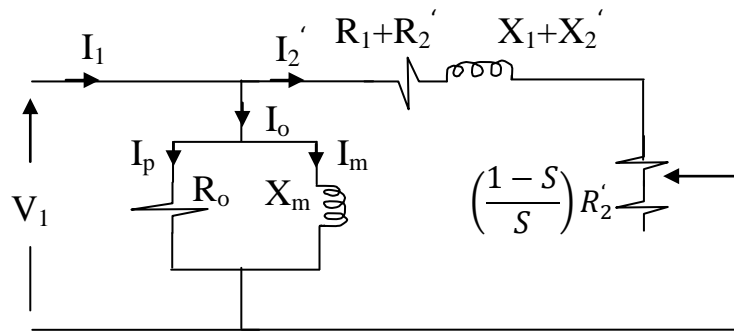 I₁
I₂′
R₁+R₂′
X₁+X₂′
Iₒ
Iₚ
Iₘ
Rₒ
Xₘ
V₁
(1 − S / S) R₂′